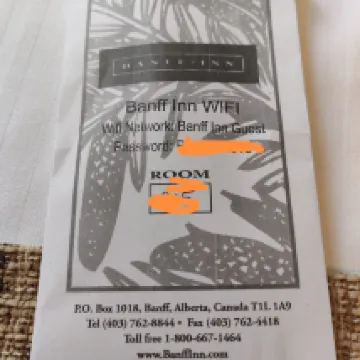 BANFF INN
Banff Inn WIFI
Wifi Network: Banff Inn Guest
Password:
ROOM
P.O. Box 1018, Banff, Alberta, Canada T1L 1A9
Tel (403) 762-8844 • Fax (403) 762-4418
Toll free 1-800-667-1464
www.BanffInn.com